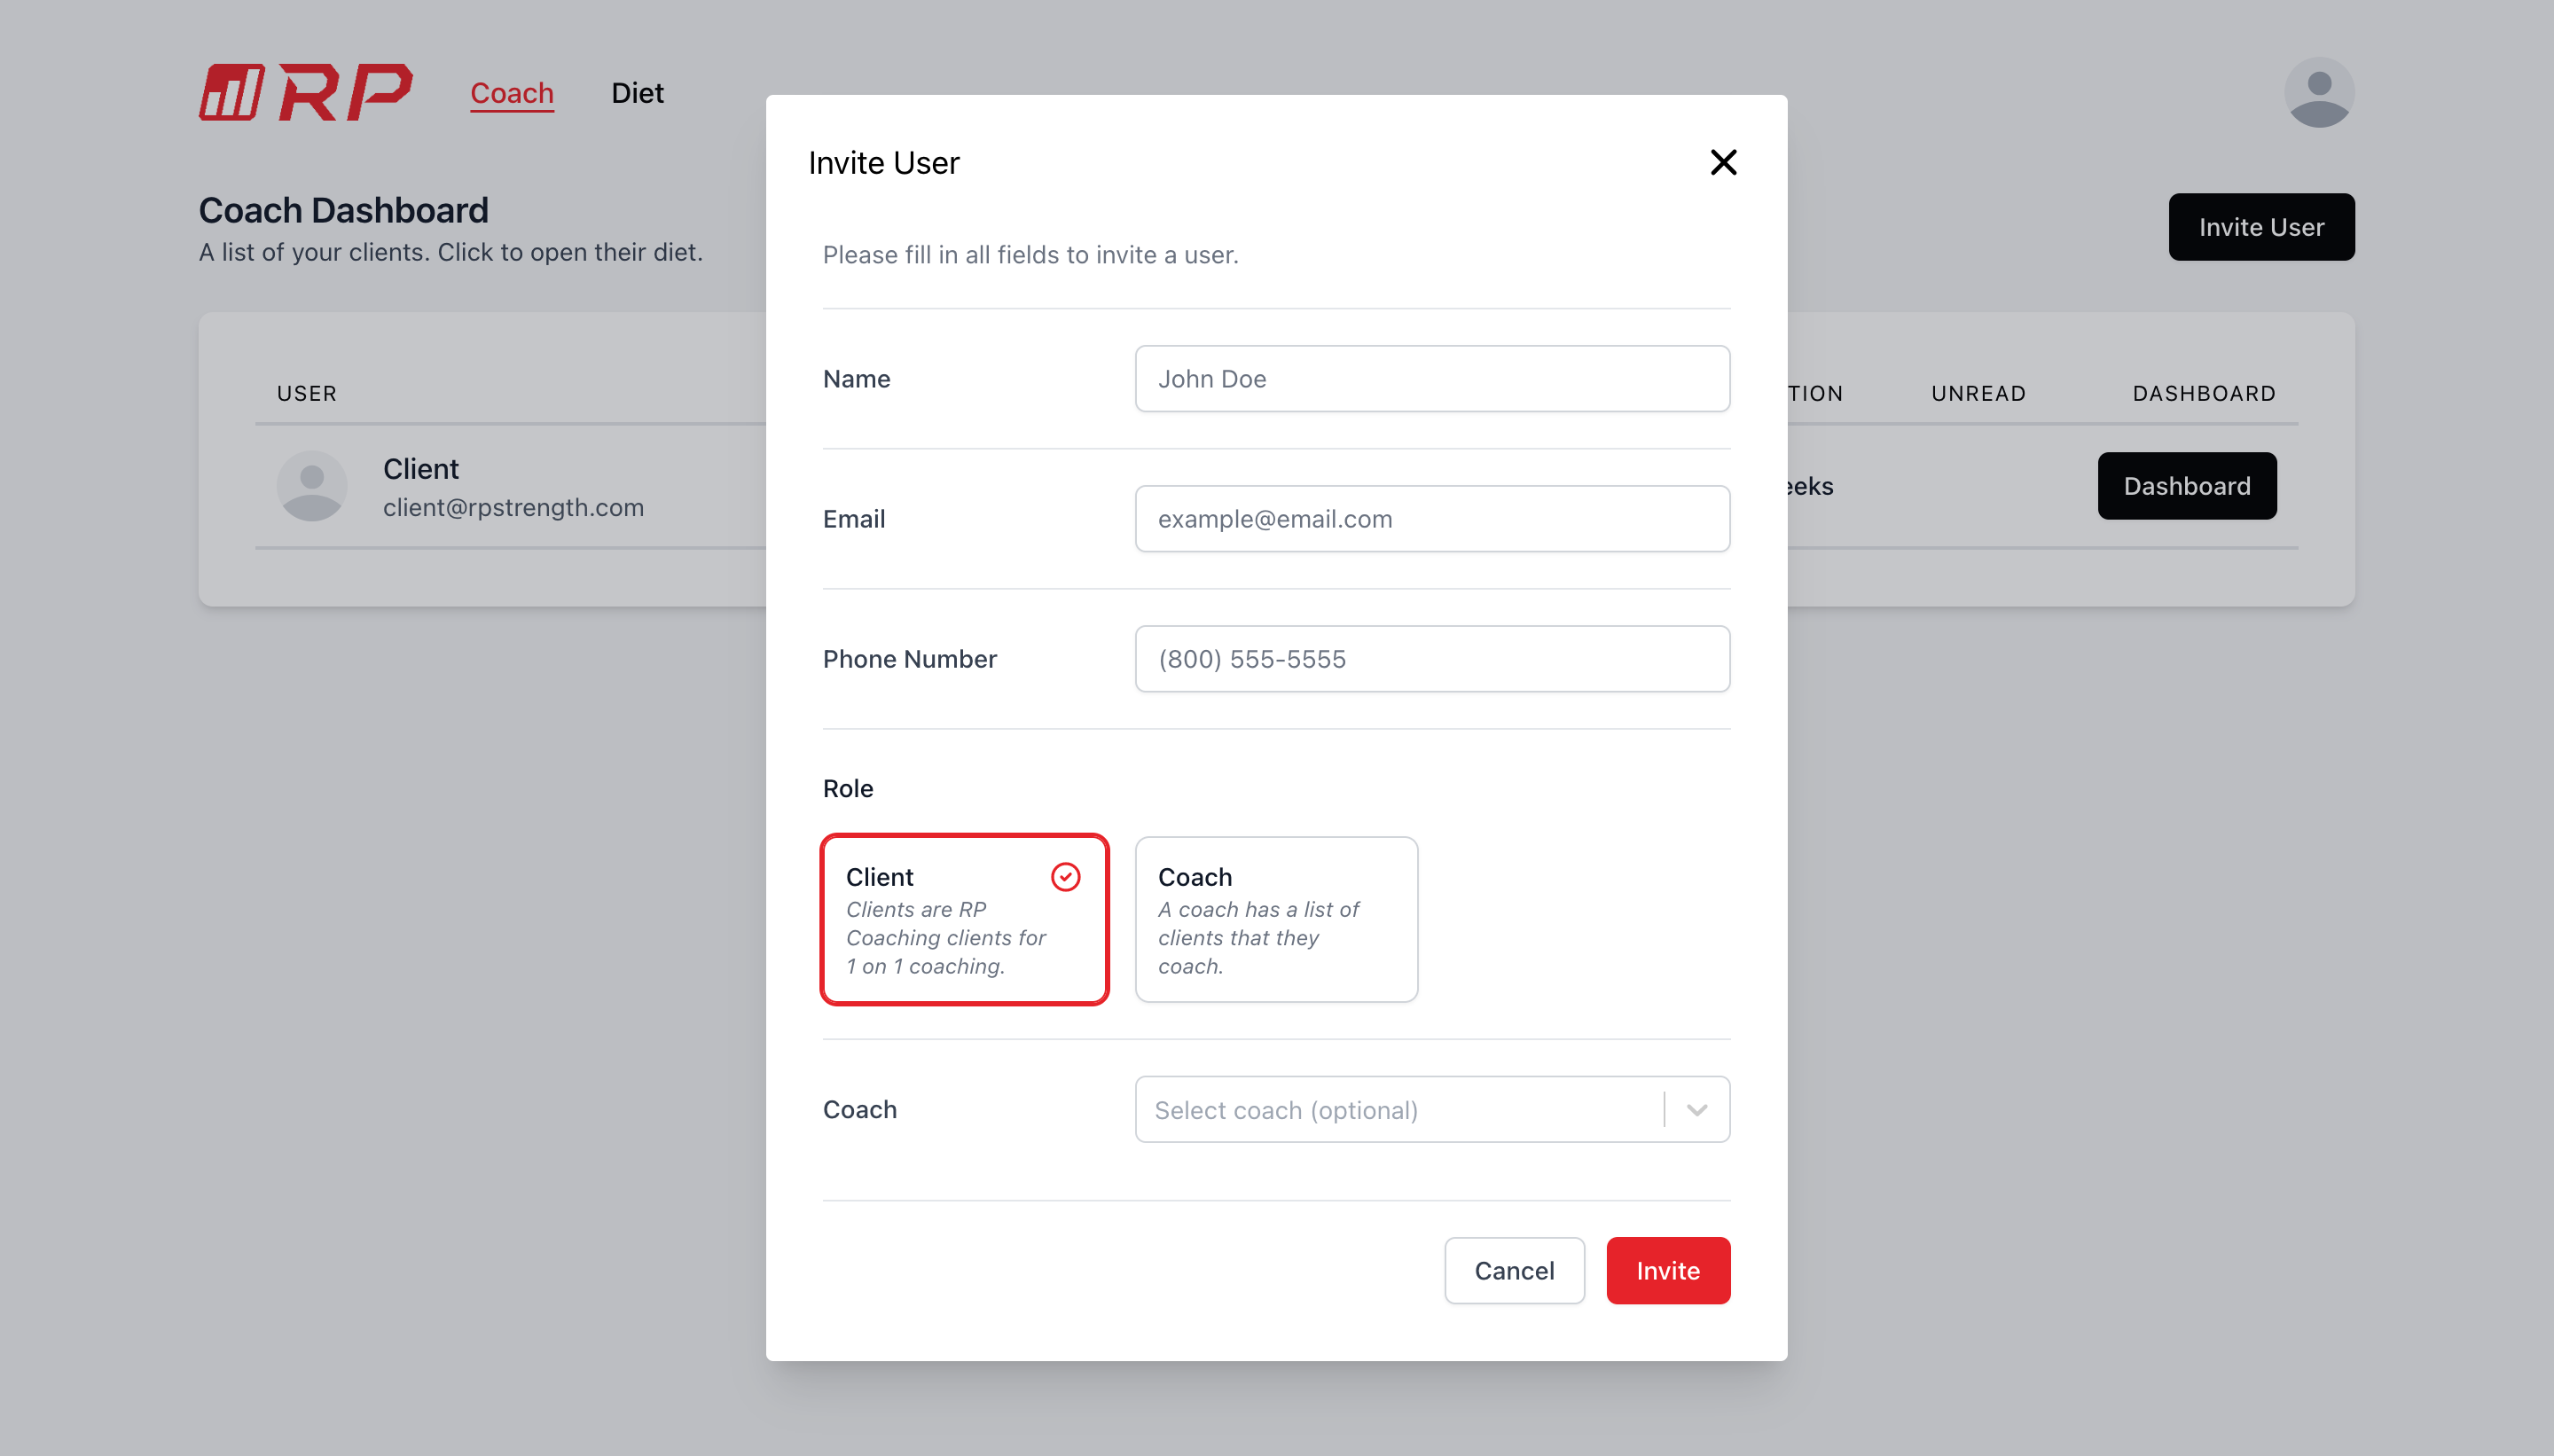 RP
Coach
Diet
Coach Dashboard
A list of your clients. Click to open their diet.
Invite User
USER
UNREAD
DASHBOARD
Client
client@rpstrength.com
Dashboard
Invite User
Please fill in all fields to invite a user.
Name
John Doe
Email
example@email.com
Phone Number
(800) 555-5555
Role
Client
Clients are RP
Coaching clients for
1 on 1 coaching.
Coach
A coach has a list of
clients that they
coach.
Coach
Select coach (optional)
Cancel
Invite